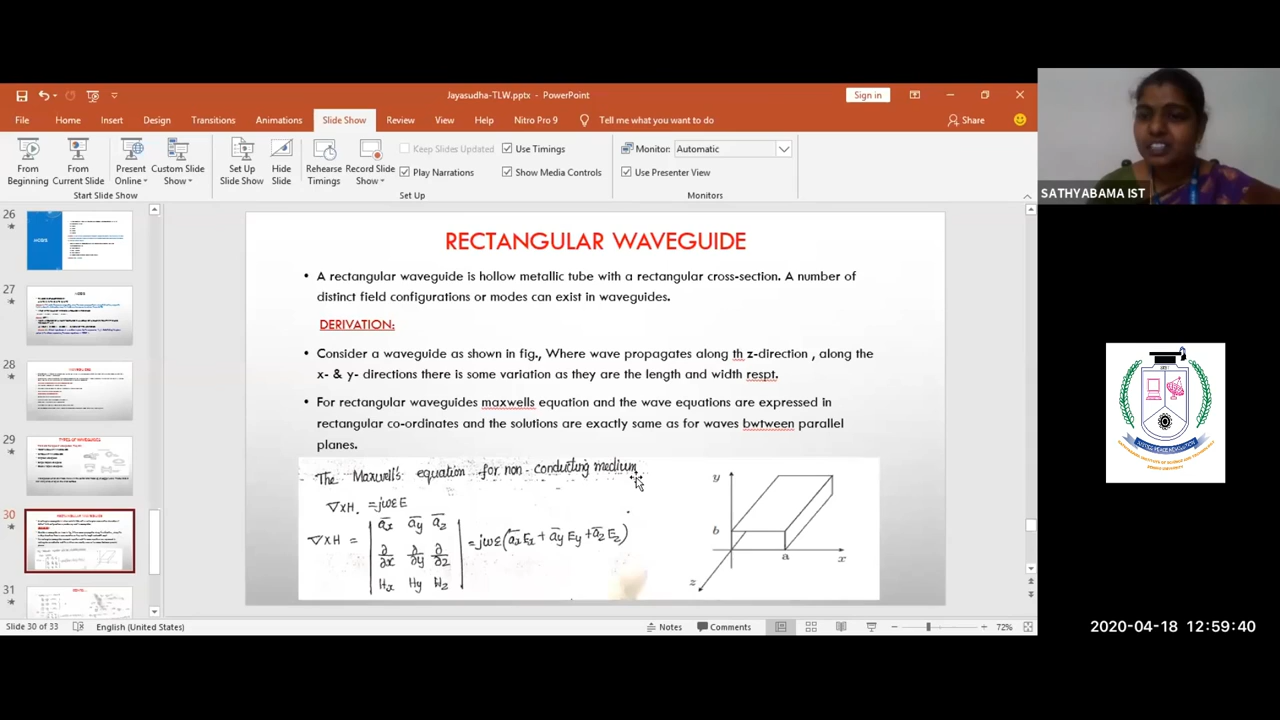 Jayasudha-TLW.pptx - PowerPoint
Sign in
File Home Insert Design Transitions Animations Slide Show Review View Help Nitro Pro 9 Tell me what you want to do
Share
From Beginning
From Current Slide
Present Online
Custom Slide Show
Set Up Slide Show
Hide Slide
Rehearse Timings
Record Slide Show
Keep Slides Updated
Play Narrations
Use Timings
Show Media Controls
Monitor: Automatic
Use Presenter View
Start Slide Show
Set Up
Monitors
SATHYABAMA IST
26
27
28
29
30
31
RECTANGULAR WAVEGUIDE
• A rectangular waveguide is hollow metallic tube with a rectangular cross-section. A number of
distinct field configurations or modes can exist in waveguides.
DERIVATION:
• Consider a waveguide as shown in fig., Where wave propagates along th z-direction , along the
x- & y- directions there is some variation as they are the length and width respt.
• For rectangular waveguides maxwells equation and the wave equations are expressed in
rectangular co-ordinates and the solutions are exactly same as for waves bwtween parallel
planes.
The Maxwell's equation for non-conducting medium
∇xH. = jωεE
∇xH = | a̅x a̅y a̅z | = jωε(a̅x Ex + a̅y Ey + a̅z Ez)
∂/∂x ∂/∂y ∂/∂z
Hx Hy Hz
y
b
a
x
z
Slide 30 of 33
English (United States)
Notes
Comments
72%
2020-04-18 12:59:40